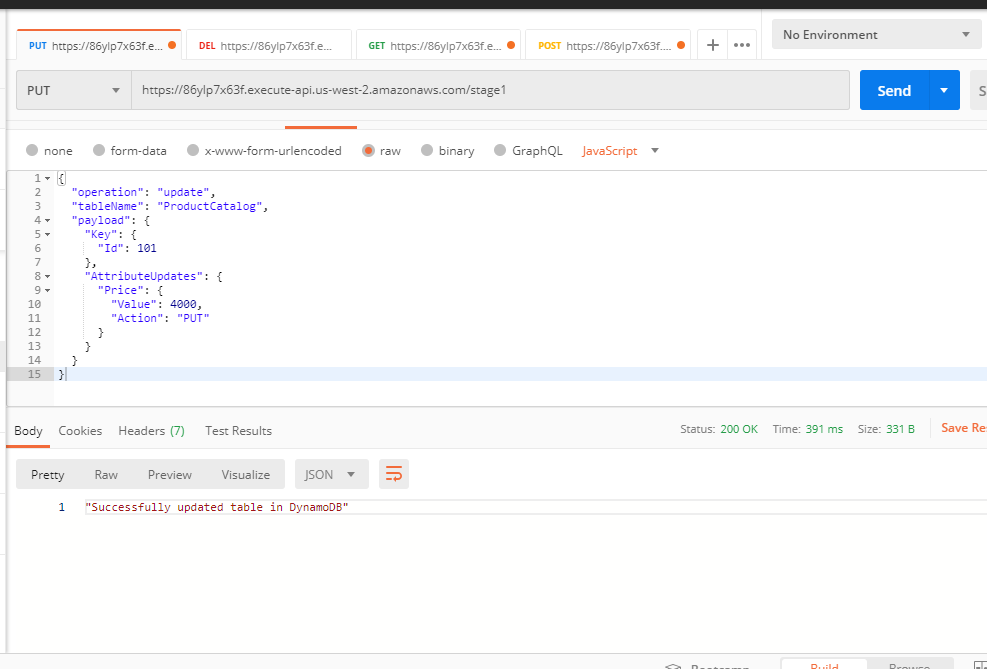 PUT https://86ylp7x63f.e... DEL https://86ylp7x63f.e... GET https://86ylp7x63f.e... POST https://86ylp7x63f.... + ••• No Environment
PUT https://86ylp7x63f.execute-api.us-west-2.amazonaws.com/stage1 Send S
none form-data x-www-form-urlencoded raw binary GraphQL JavaScript
1 {
2 "operation": "update",
3 "tableName": "ProductCatalog",
4 "payload": {
5 "Key": {
6 "Id": 101
7 },
8 "AttributeUpdates": {
9 "Price": {
10 "Value": 4000,
11 "Action": "PUT"
12 }
13 }
14 }
15 }
Body Cookies Headers (7) Test Results Status: 200 OK Time: 391 ms Size: 331 B Save Re
Pretty Raw Preview Visualize JSON
1 "Successfully updated table in DynamoDB"
Bootcamp Build Browse